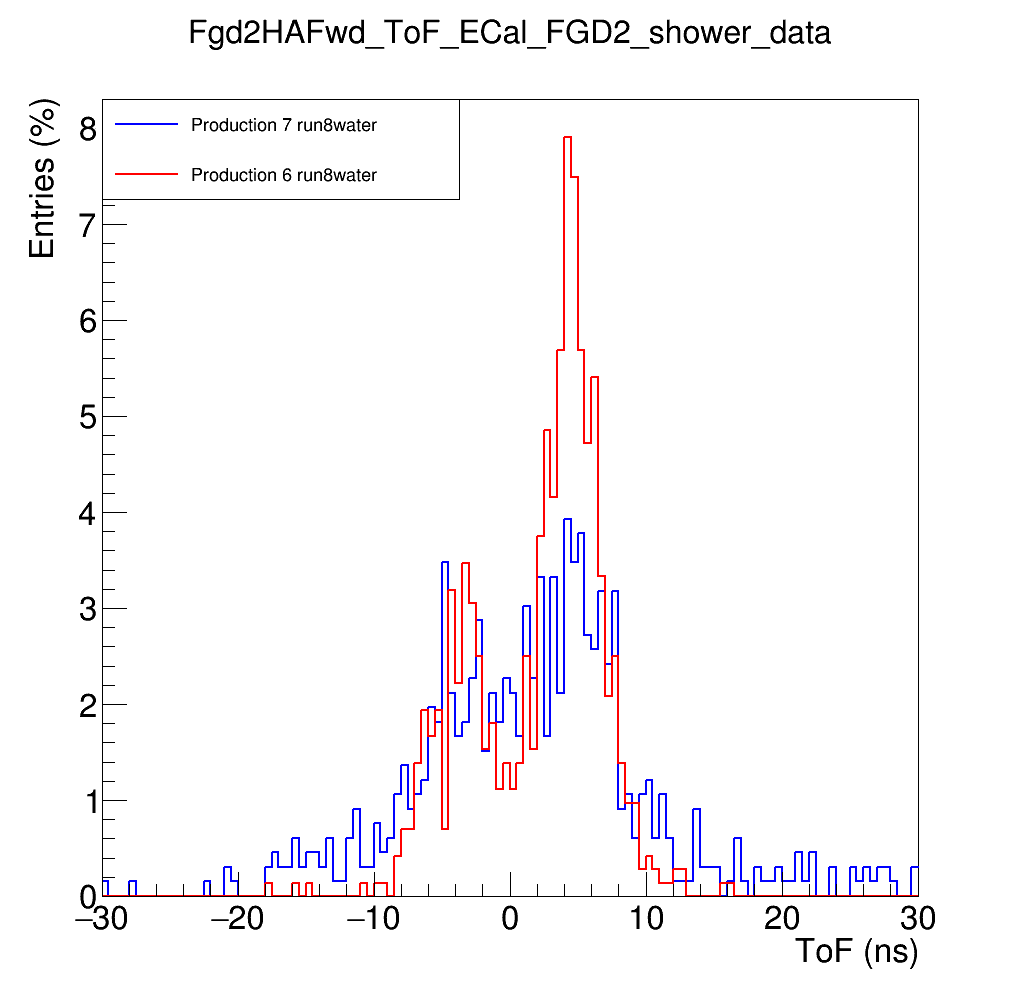 Fgd2HAFwd_ToF_ECal_FGD2_shower_data
Entries (%)
Production 7 run8water
Production 6 run8water
8
7
6
5
4
3
2
1
0
−30 −20 −10 0 10 20 30
ToF (ns)